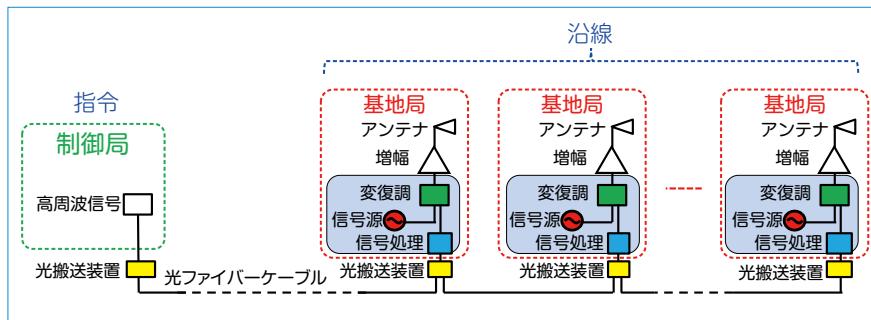 沿線
指令
制御局
高周波信号
光搬送装置
光ファイバーケーブル
基地局
アンテナ
増幅
変復調
信号源
信号処理
光搬送装置
基地局
アンテナ
増幅
変復調
信号源
信号処理
光搬送装置
基地局
アンテナ
増幅
変復調
信号源
信号処理
光搬送装置